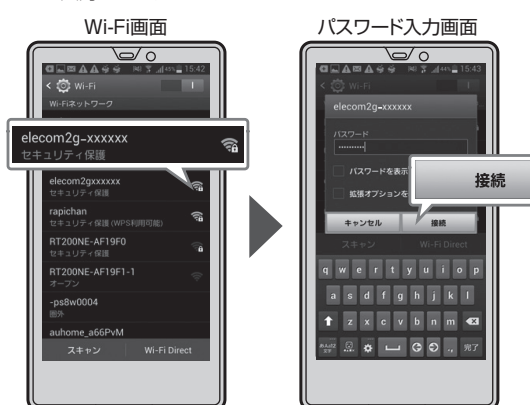 Wi-Fi画面
15:42
Wi-Fi
Wi-Fiネットワーク
elecom2g-xxxxxx
セキュリティ保護
elecom2gxxxxxx
セキュリティ保護
rapichan
セキュリティ保護 (WPS利用可能)
RT200NE-AF19F0
セキュリティ保護
RT200NE-AF19F1-1
オープン
-ps8w0004
圏外
auhome_a66PvM
スキャン
Wi-Fi Direct
パスワード入力画面
15:43
Wi-Fi
elecom2g-xxxxxx
パスワード
パスワードを表示
拡張オプションを
接続
キャンセル
接続
スキャン
Wi-Fi Direct
q w e r t y u i o p
a s d f g h j k l
z x c v b n m
完了